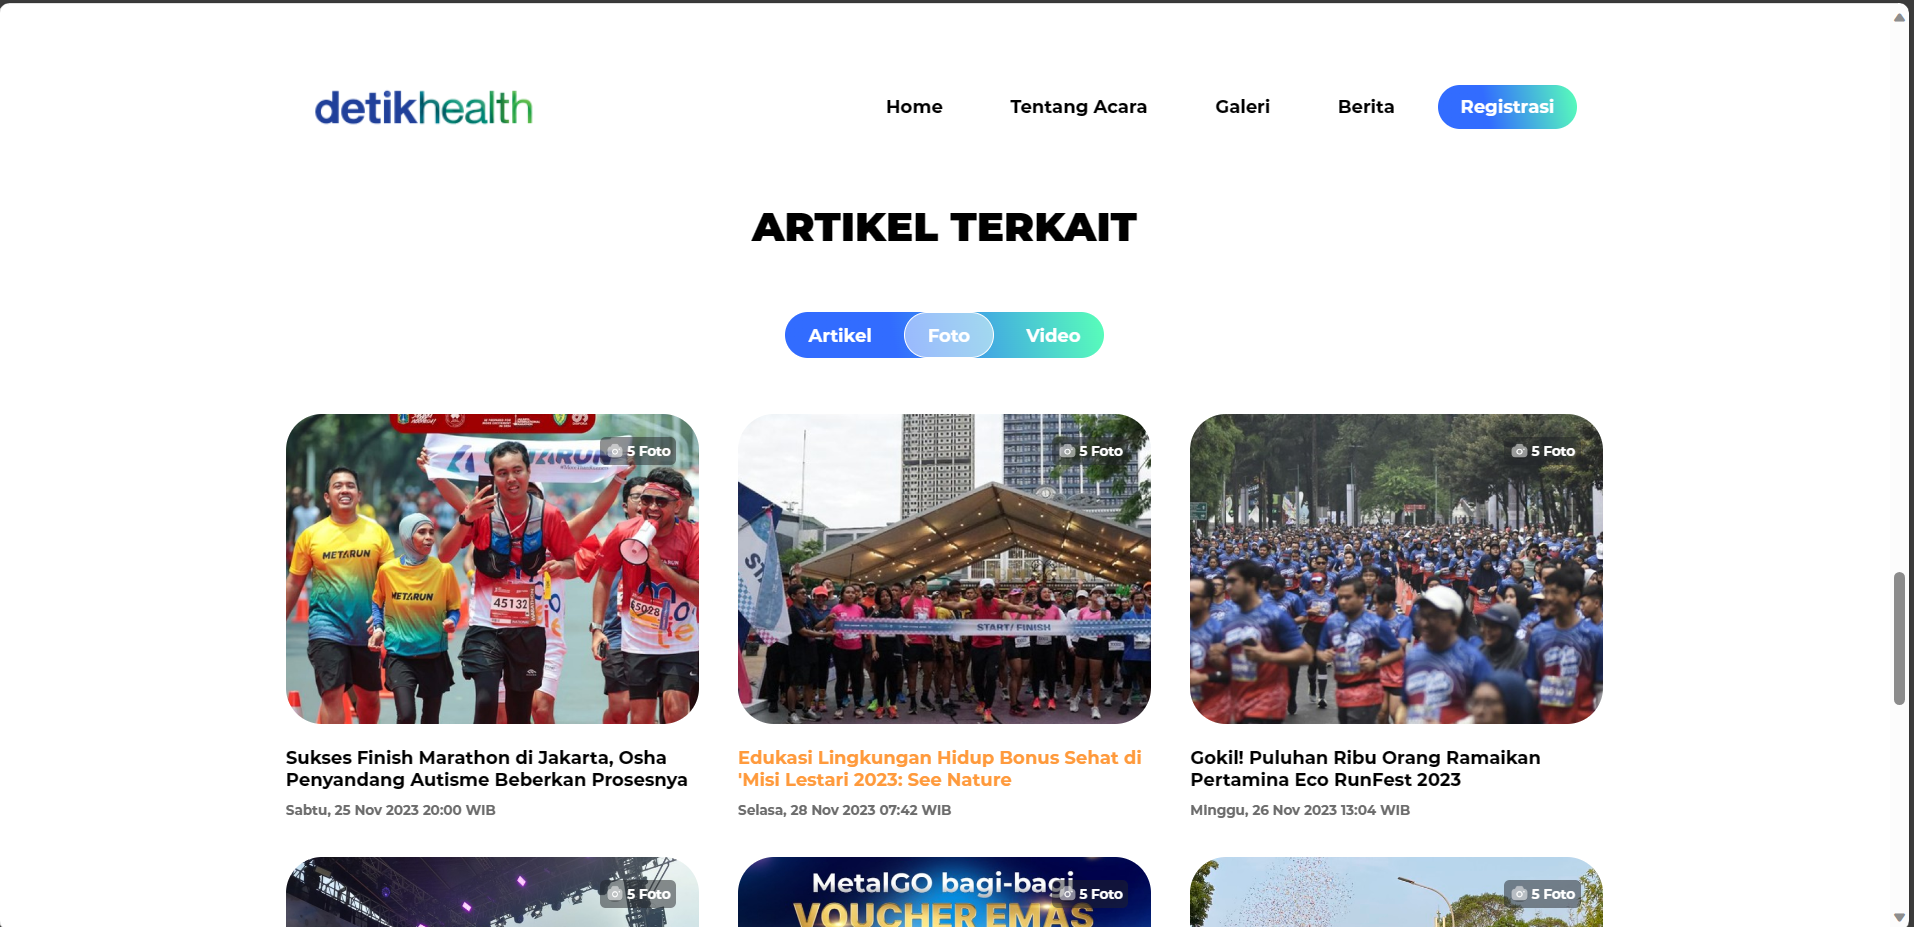 detikhealth
Home
Tentang Acara
Galeri
Berita
Registrasi
ARTIKEL TERKAIT
Artikel
Foto
Video
METARUN
5 Foto
METARUN
METARUN
45132
65028
5 Foto
START/ FINISH
5 Foto
Sukses Finish Marathon di Jakarta, Osha
Penyandang Autisme Beberkan Prosesnya
Sabtu, 25 Nov 2023 20:00 WIB
Edukasi Lingkungan Hidup Bonus Sehat di
'Misi Lestari 2023: See Nature
Selasa, 28 Nov 2023 07:42 WIB
Gokil! Puluhan Ribu Orang Ramaikan
Pertamina Eco RunFest 2023
Minggu, 26 Nov 2023 13:04 WIB
5 Foto
MetalGO bagi-bagi
VOUCHER EMAS
5 Foto
5 Foto